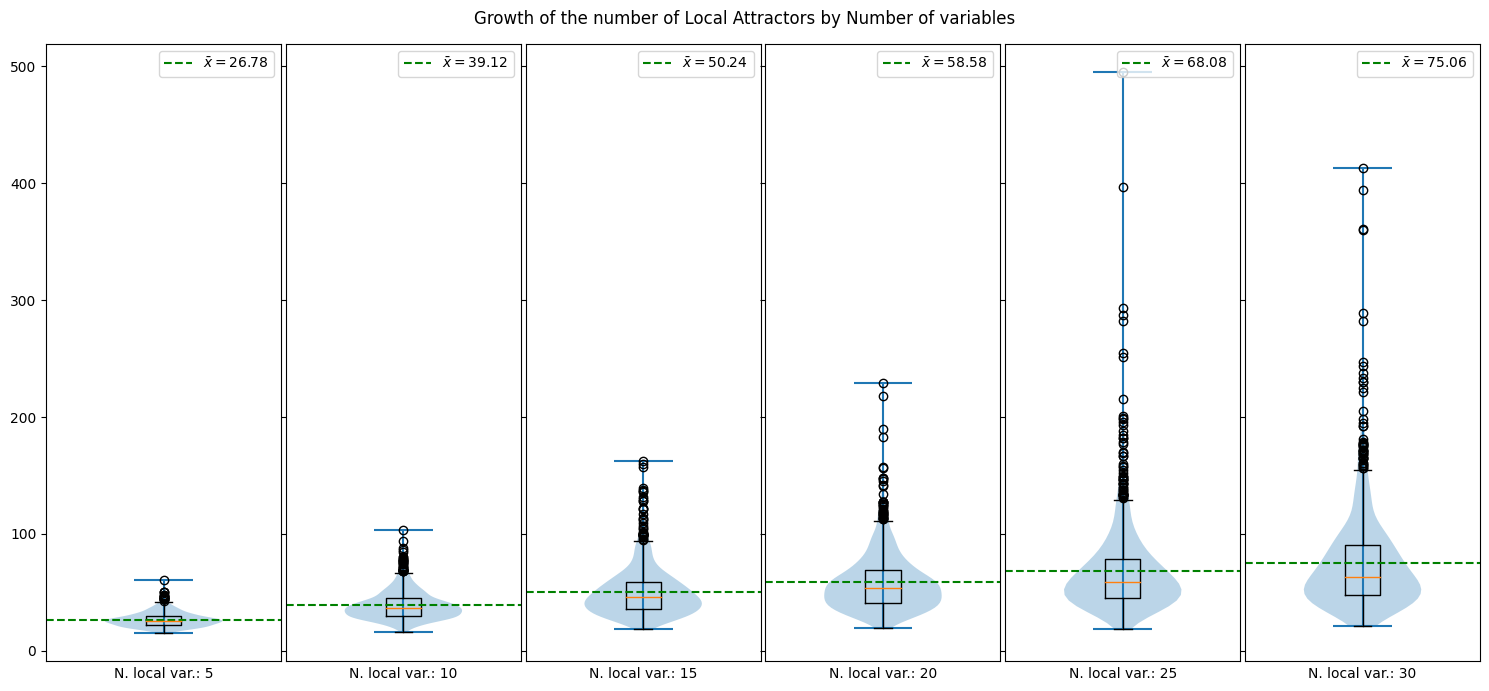 Growth of the number of Local Attractors by Number of variables
x̄ = 26.78
x̄ = 39.12
x̄ = 50.24
x̄ = 58.58
x̄ = 68.08
x̄ = 75.06
500
400
300
200
100
0
N. local var.: 5
N. local var.: 10
N. local var.: 15
N. local var.: 20
N. local var.: 25
N. local var.: 30